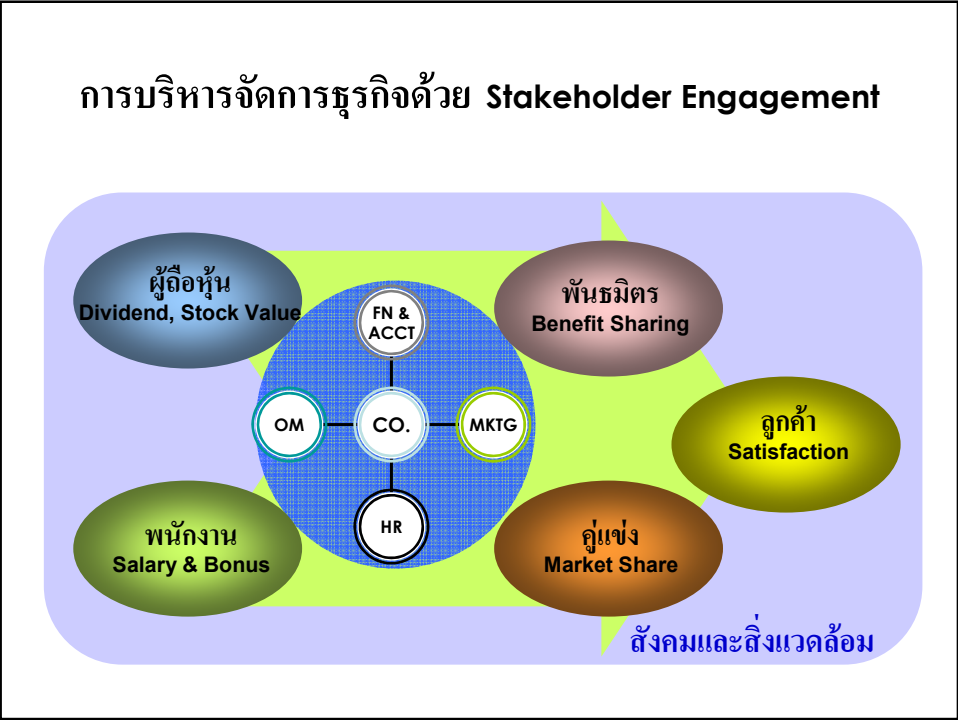 การบริหารจัดการธุรกิจด้วย Stakeholder Engagement
ผู้ถือหุ้น
Dividend, Stock Value
พันธมิตร
Benefit Sharing
FN &
ACCT
OM
CO.
MKTG
HR
ลูกค้า
Satisfaction
พนักงาน
Salary & Bonus
คู่แข่ง
Market Share
สังคมและสิ่งแวดล้อม